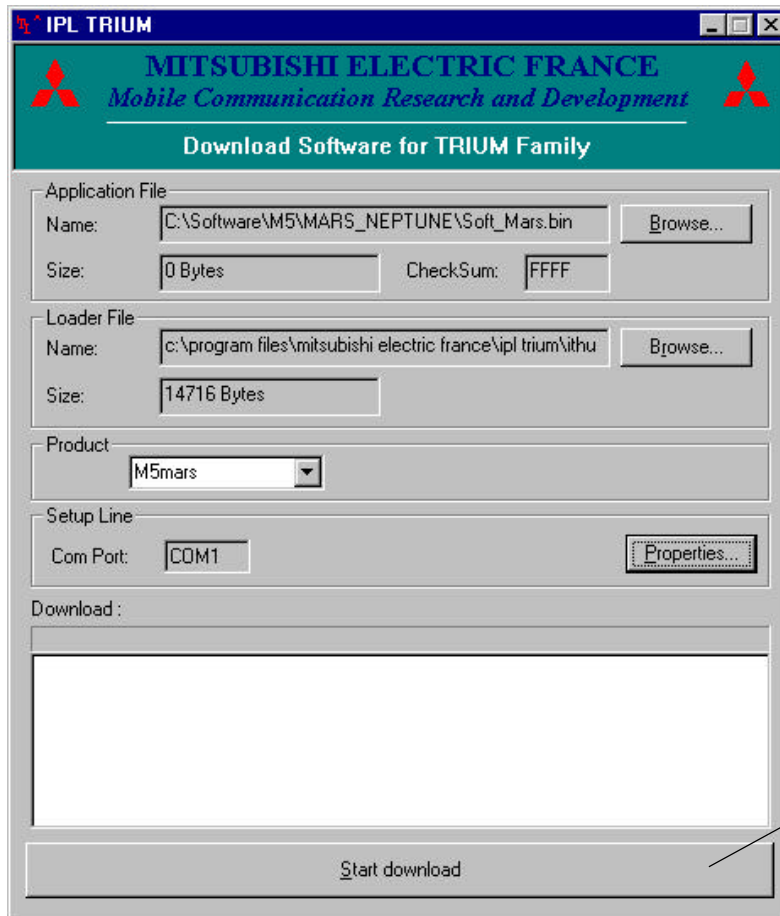 IPL TRIUM
MITSUBISHI ELECTRIC FRANCE
Mobile Communication Research and Development
Download Software for TRIUM Family
Application File
Name: C:\Software\M5\MARS_NEPTUNE\Soft_Mars.bin Browse...
Size: 0 Bytes CheckSum: FFFF
Loader File
Name: c:\program files\mitsubishi electric france\ipl trium\ithu Browse...
Size: 14716 Bytes
Product
M5mars
Setup Line
Com Port: COM1 Properties...
Download :
Start download